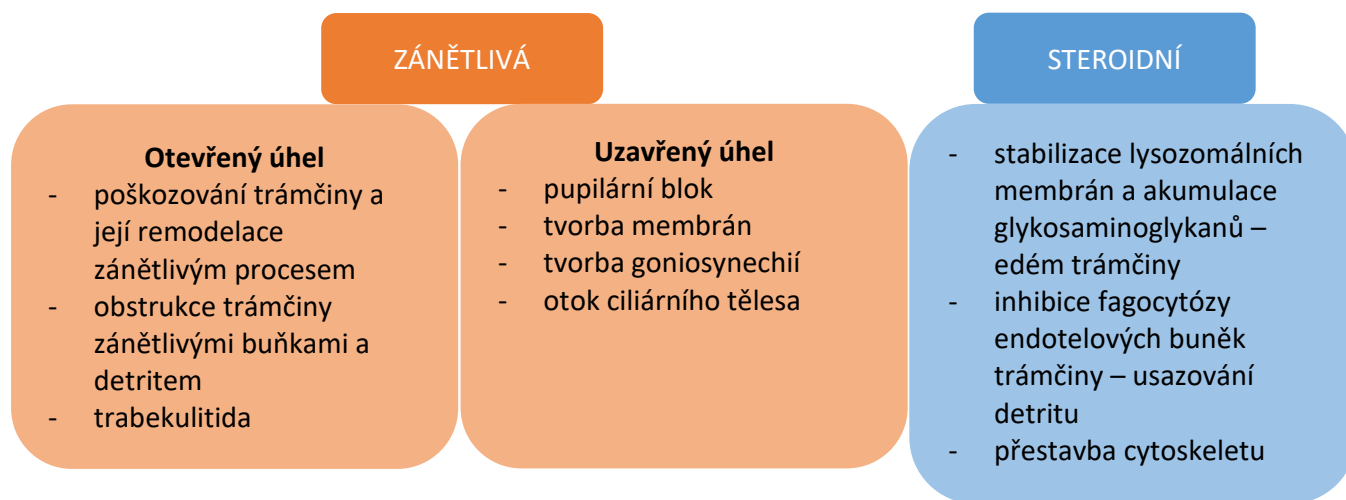 ZÁNĚTLIVÁ
Otevřený úhel
- poškozování trámčiny a
její remodelace
zánětlivým procesem
- obstrukce trámčiny
zánětlivými buňkami a
detritem
- trabekulitida
Uzavřený úhel
- pupilární blok
- tvorba membrán
- tvorba goniosynechií
- otok ciliárního tělesa
STEROIDNÍ
- stabilizace lysozomálních
membrán a akumulace
glykosaminoglykanů –
edém trámčiny
- inhibice fagocytózy
endotelových buněk
trámčiny – usazování
detritu
- přestavba cytoskeletu